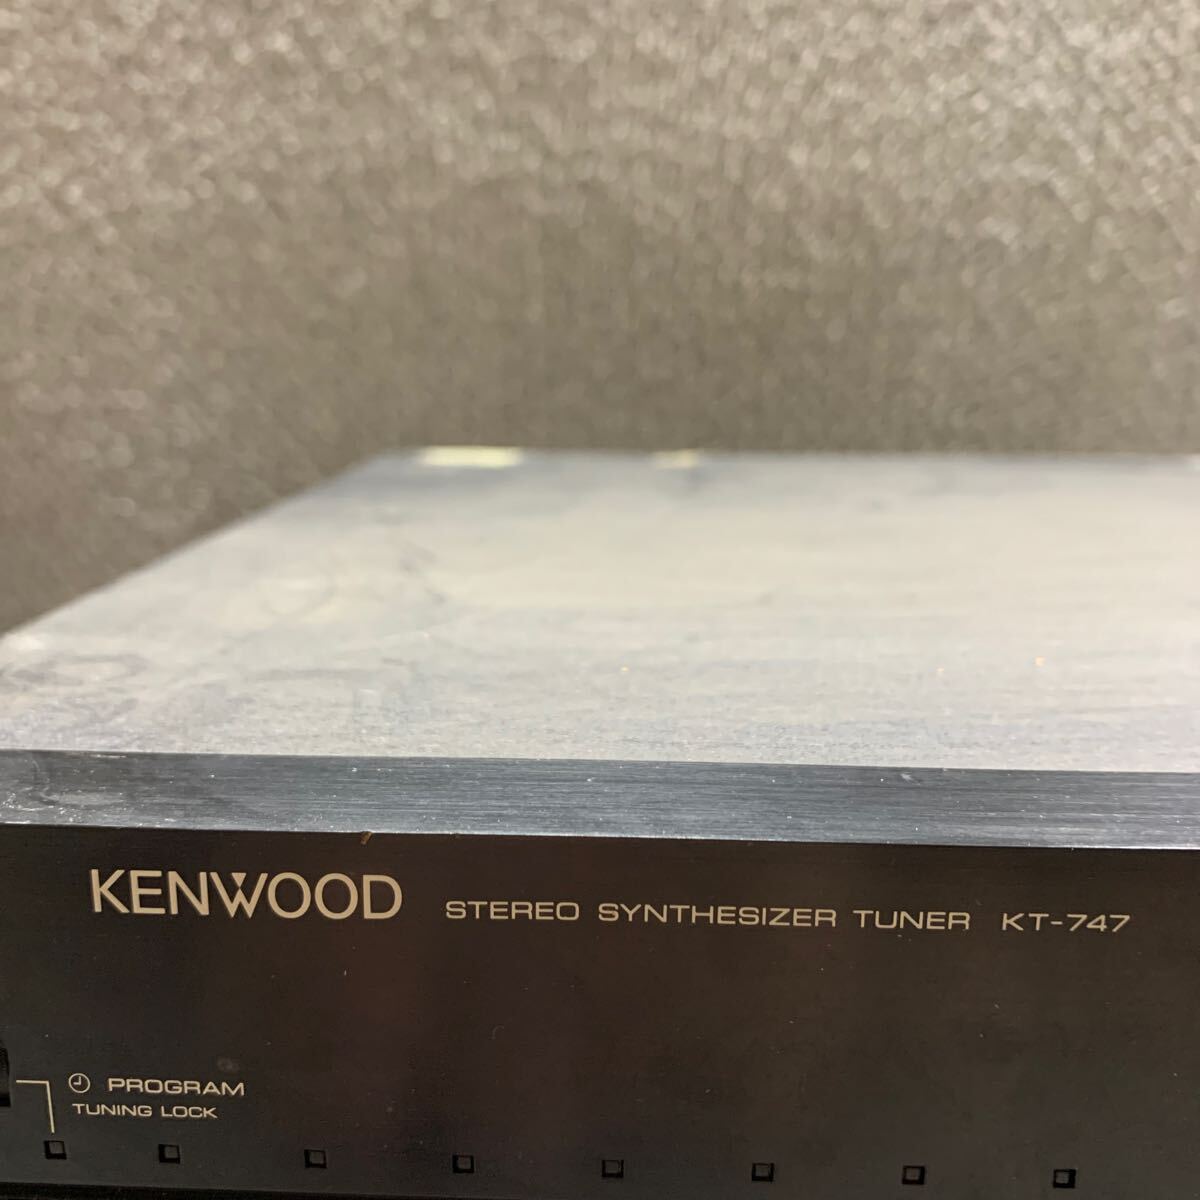 KENWOOD STEREO SYNTHESIZER TUNER KT-747
PROGRAM
TUNING LOCK